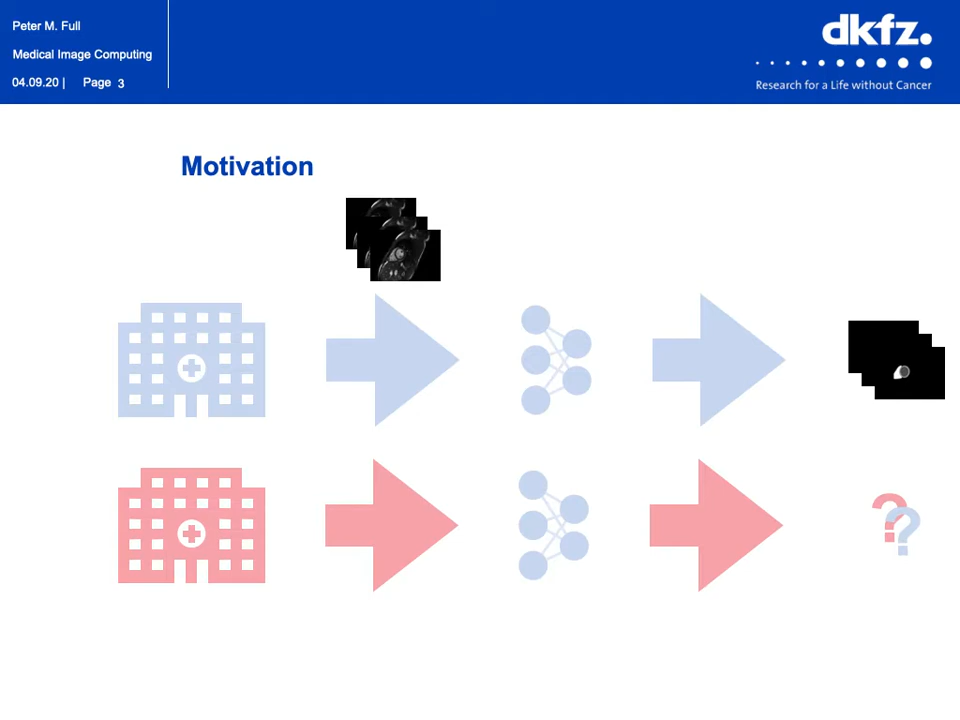 Peter M. Full
Medical Image Computing
04.09.20 | Page 3
dkfz.
Research for a Life without Cancer
Motivation
? ?